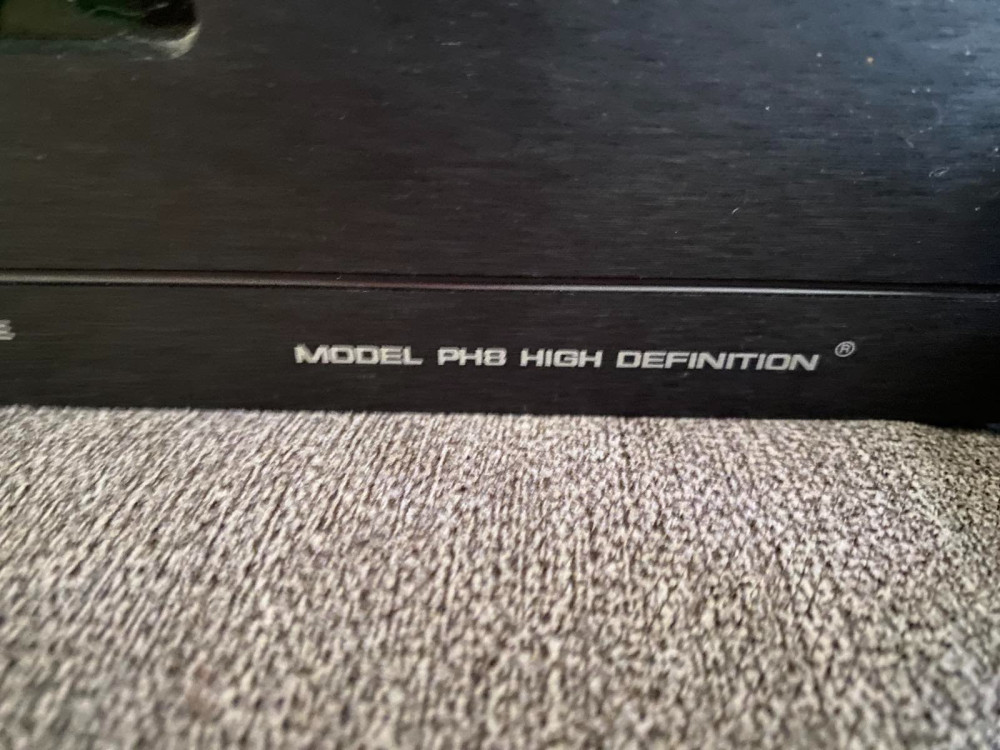 MODEL PH8 HIGH DEFINITION ®